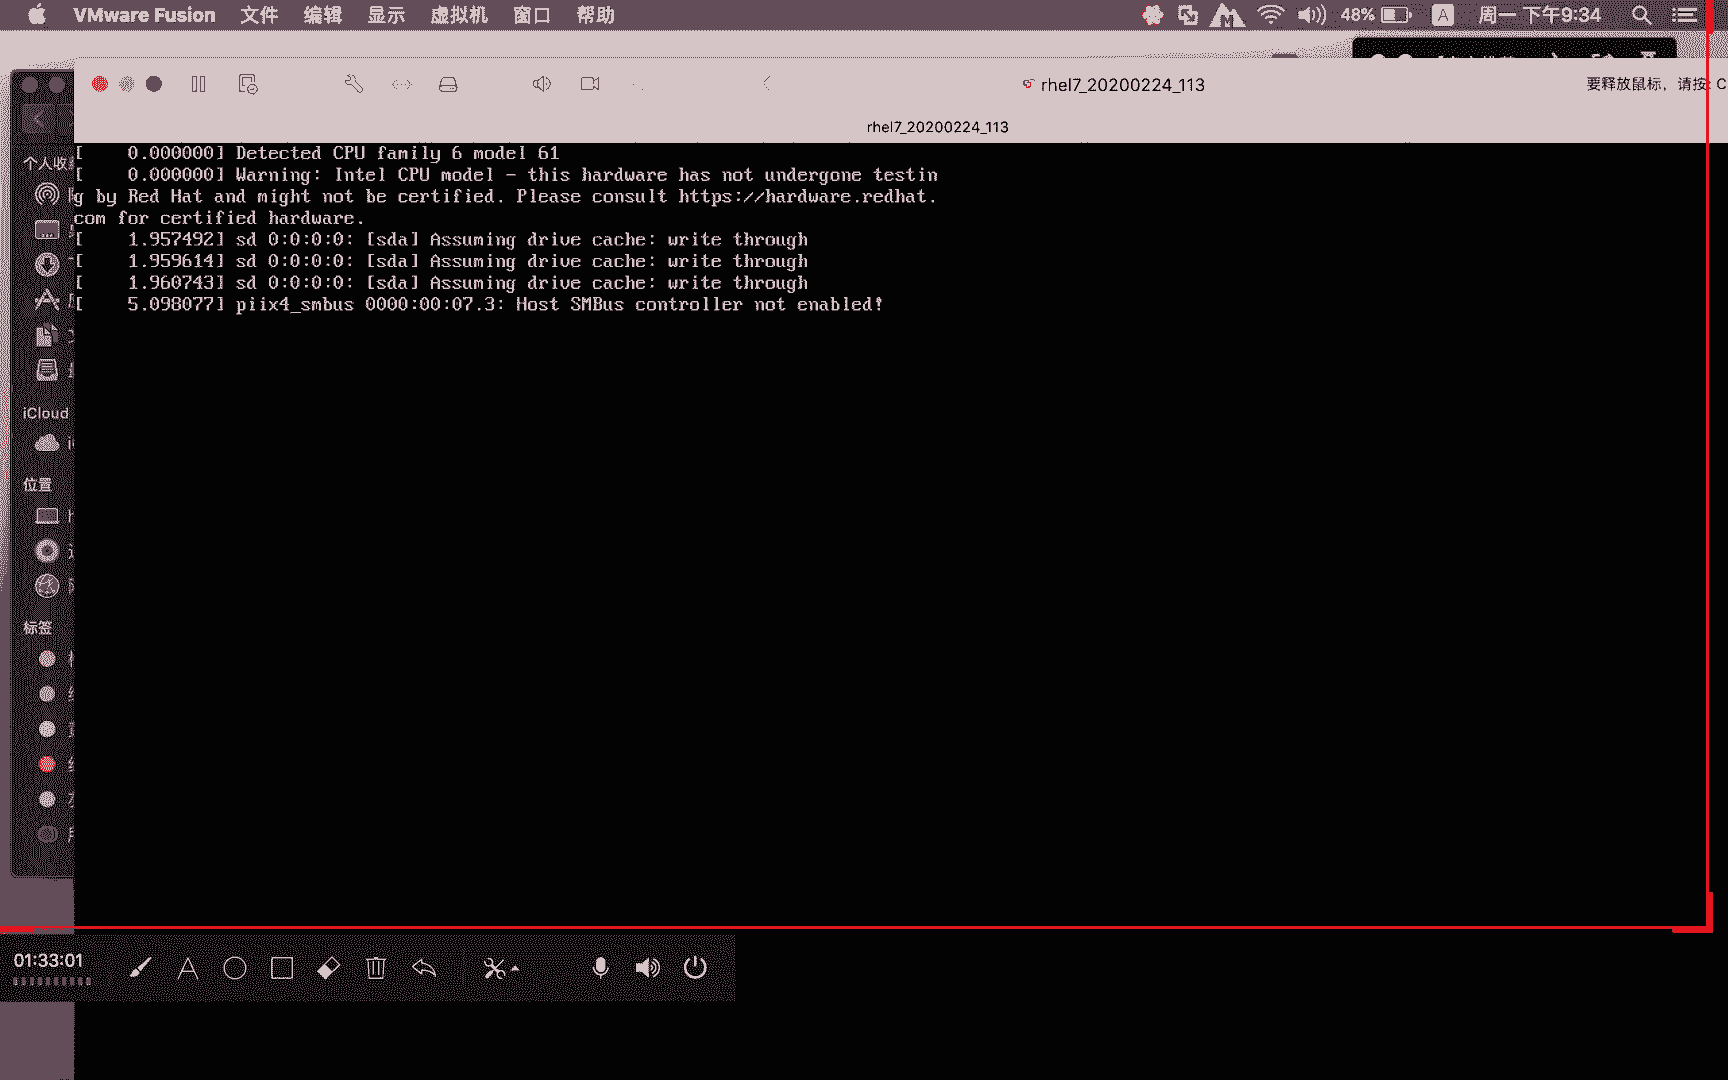 VMware Fusion 文件 编辑 显示 虚拟机 窗口 帮助 48% A 周一 下午9:34
rhel7_20200224_113 要释放鼠标，请按: C
rhel7_20200224_113
个人收
iCloud
位置
标签
[    0.000000] Detected CPU family 6 model 61
[    0.000000] Warning: Intel CPU model - this hardware has not undergone testin
g by Red Hat and might not be certified. Please consult https://hardware.redhat.
com for certified hardware.
[    1.957492] sd 0:0:0:0: [sda] Assuming drive cache: write through
[    1.959614] sd 0:0:0:0: [sda] Assuming drive cache: write through
[    1.960743] sd 0:0:0:0: [sda] Assuming drive cache: write through
[    5.098077] piix4_smbus 0000:00:07.3: Host SMBus controller not enabled!
01:33:01